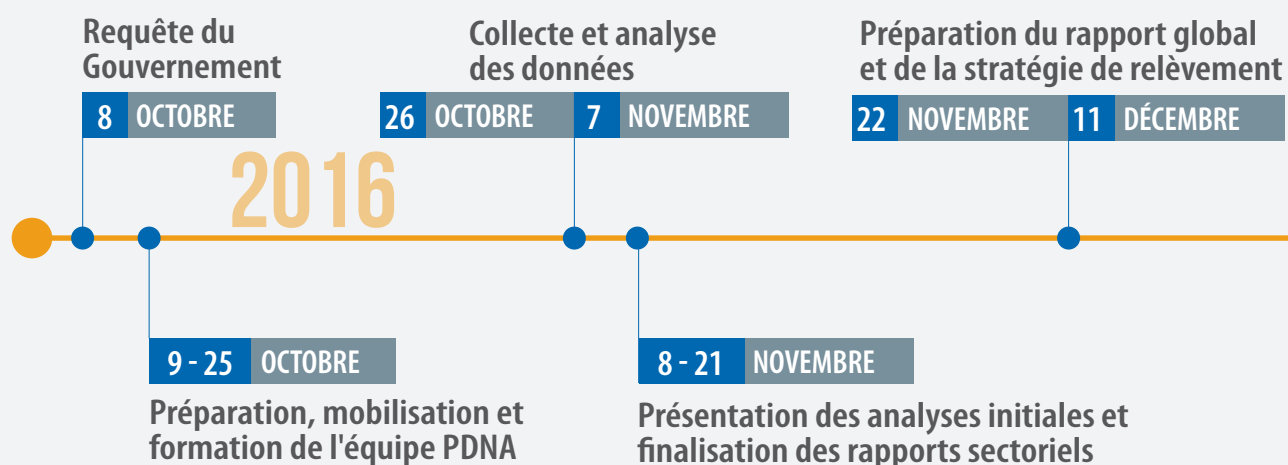 Requête du
Gouvernement
8 OCTOBRE
Collecte et analyse
des données
26 OCTOBRE 7 NOVEMBRE
Préparation du rapport global
et de la stratégie de relèvement
22 NOVEMBRE 11 DÉCEMBRE
2016
9 - 25 OCTOBRE
Préparation, mobilisation et
formation de l'équipe PDNA
8 - 21 NOVEMBRE
Présentation des analyses initiales et
finalisation des rapports sectoriels